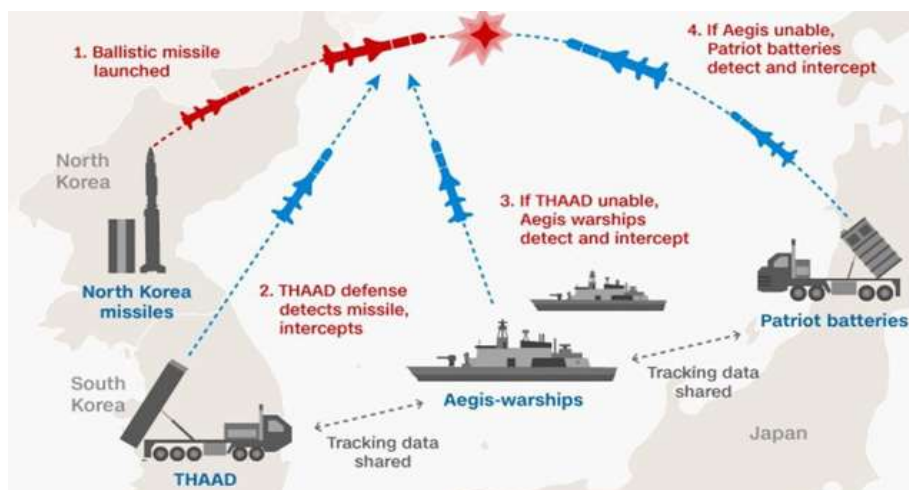 1. Ballistic missile
launched
4. If Aegis unable,
Patriot batteries
detect and intercept
North
Korea
3. If THAAD unable,
Aegis warships
detect and intercept
North Korea
missiles
2. THAAD defense
detects missile,
intercepts
Patriot batteries
South
Korea
Aegis-warships
Tracking data
shared
Tracking data
shared
Japan
THAAD